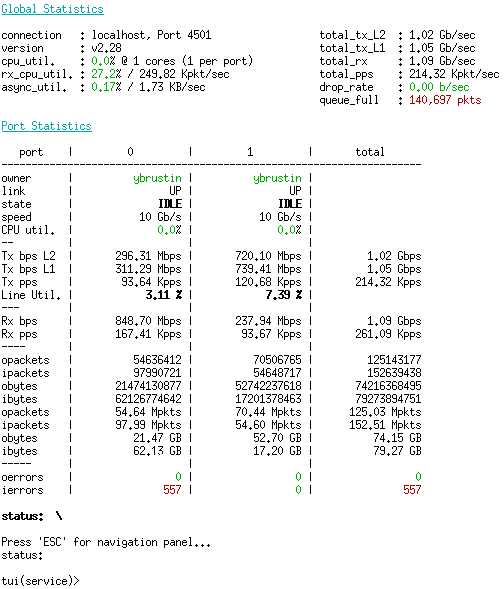 Global Statistics
connection : localhost, Port 4501 total_tx_L2 : 1.02 Gb/sec
version : v2.28 total_tx_L1 : 1.05 Gb/sec
cpu_util. : 0.0% @ 1 cores (1 per port) total_rx : 1.09 Gb/sec
rx_cpu_util. : 27.2% / 249.82 Kpkt/sec total_pps : 214.32 Kpkt/sec
async_util. : 0.17% / 1.73 KB/sec drop_rate : 0.00 b/sec
queue_full : 140,697 pkts
Port Statistics
port | 0 | 1 | total
----------------------------------------------------------------------
owner | ybrustin | ybrustin |
link | UP | UP |
state | IDLE | IDLE |
speed | 10 Gb/s | 10 Gb/s |
CPU util. | 0.0% | 0.0% |
-- | | |
Tx bps L2 | 296.31 Mbps | 720.10 Mbps | 1.02 Gbps
Tx bps L1 | 311.29 Mbps | 739.41 Mbps | 1.05 Gbps
Tx pps | 93.64 Kpps | 120.68 Kpps | 214.32 Kpps
Line Util. | 3.11 % | 7.39 % |
--- | | |
Rx bps | 848.70 Mbps | 237.94 Mbps | 1.09 Gbps
Rx pps | 167.41 Kpps | 93.67 Kpps | 261.09 Kpps
---- | | |
opackets | 54636412 | 70506765 | 125143177
ipackets | 97990721 | 54648717 | 152639438
obytes | 21474130877 | 52742237618 | 74216368495
ibytes | 62126774642 | 17201378463 | 79273894751
opackets | 54.64 Mpkts | 70.44 Mpkts | 125.03 Mpkts
ipackets | 97.99 Mpkts | 54.60 Mpkts | 152.51 Mpkts
obytes | 21.47 GB | 52.70 GB | 74.15 GB
ibytes | 62.13 GB | 17.20 GB | 79.27 GB
----- | | |
oerrors | 0 | 0 | 0
ierrors | 557 | 0 | 557
status: \
Press 'ESC' for navigation panel...
status:
tui(service)>